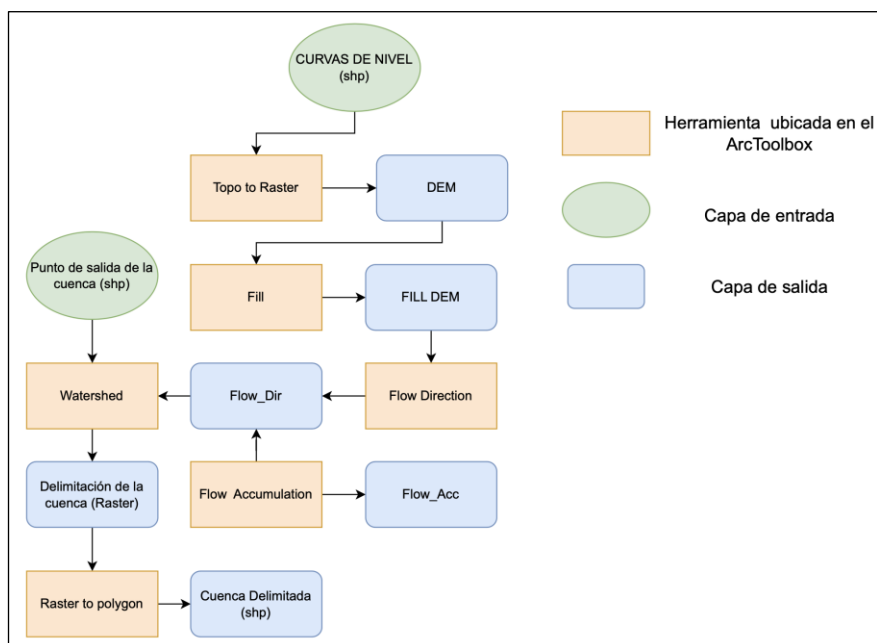 CURVAS DE NIVEL
(shp)
Herramienta ubicada en el
ArcToolbox
Topo to Raster
DEM
Capa de entrada
Punto de salida de la
cuenca (shp)
Fill
FILL DEM
Capa de salida
Watershed
Flow_Dir
Flow Direction
Delimitación de la
cuenca (Raster)
Flow Accumulation
Flow_Acc
Raster to polygon
Cuenca Delimitada
(shp)